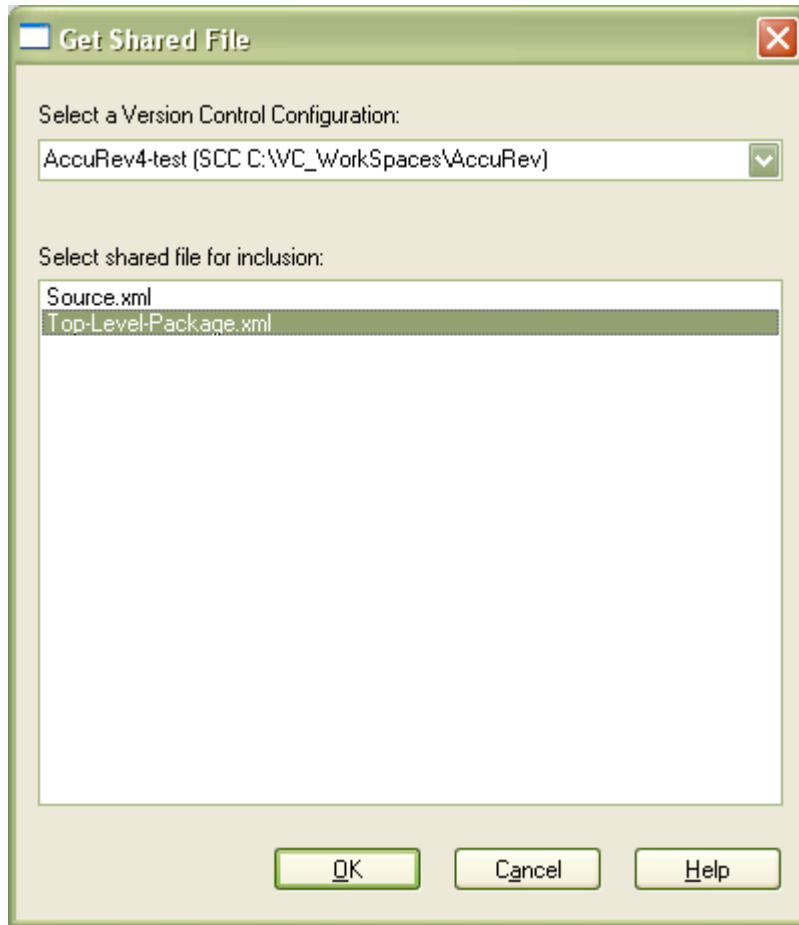 Get Shared File
Select a Version Control Configuration:
AccuRev4-test (SCC C:\VC_WorkSpaces\AccuRev)
Select shared file for inclusion:
Source.xml
Top-Level-Package.xml
OK Cancel Help